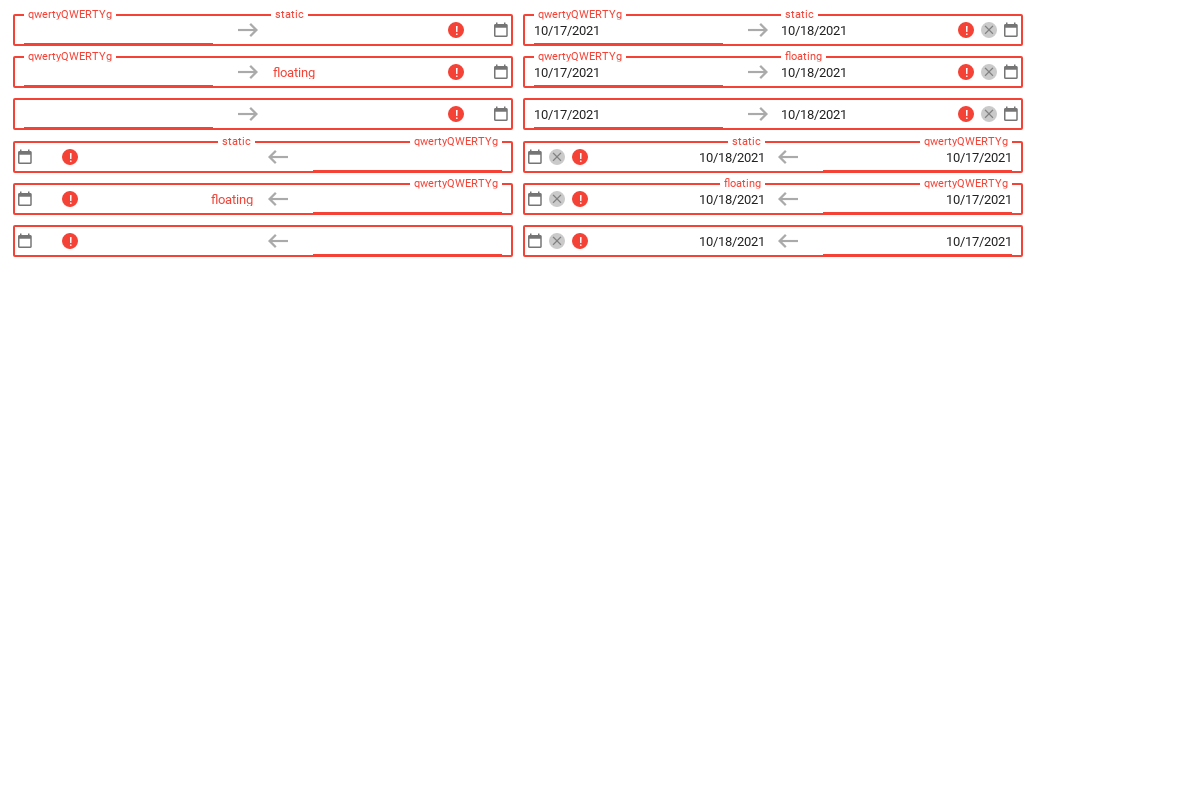 qwertyQWERTYg static qwertyQWERTYg static
10/17/2021 10/18/2021
qwertyQWERTYg qwertyQWERTYg floating
floating 10/17/2021 10/18/2021
10/17/2021 10/18/2021
static qwertyQWERTYg static qwertyQWERTYg
10/18/2021 10/17/2021
qwertyQWERTYg floating qwertyQWERTYg
floating 10/18/2021 10/17/2021
10/18/2021 10/17/2021